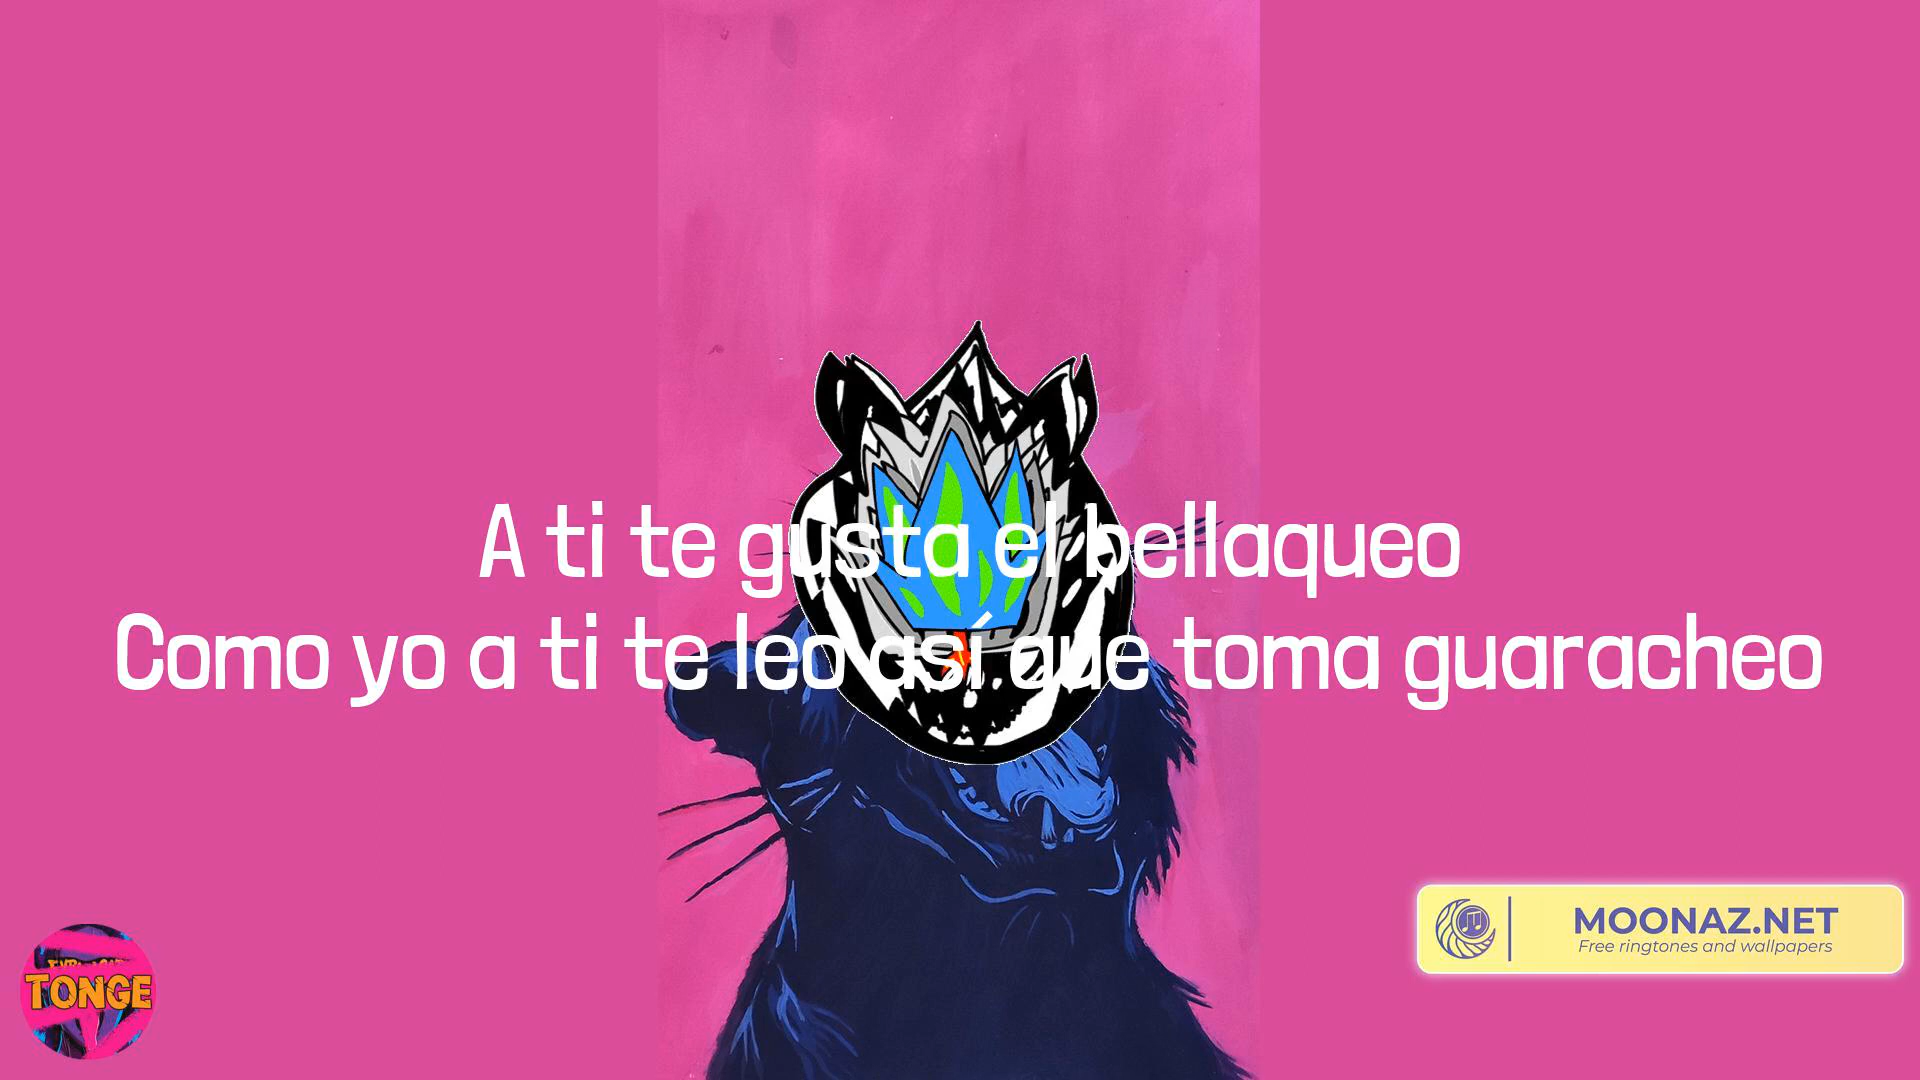 A ti te gusta el bellaqueo
Como yo a ti te leo así que toma guaracheo
MOONAZ.NET
Free ringtones and wallpapers
TONGE